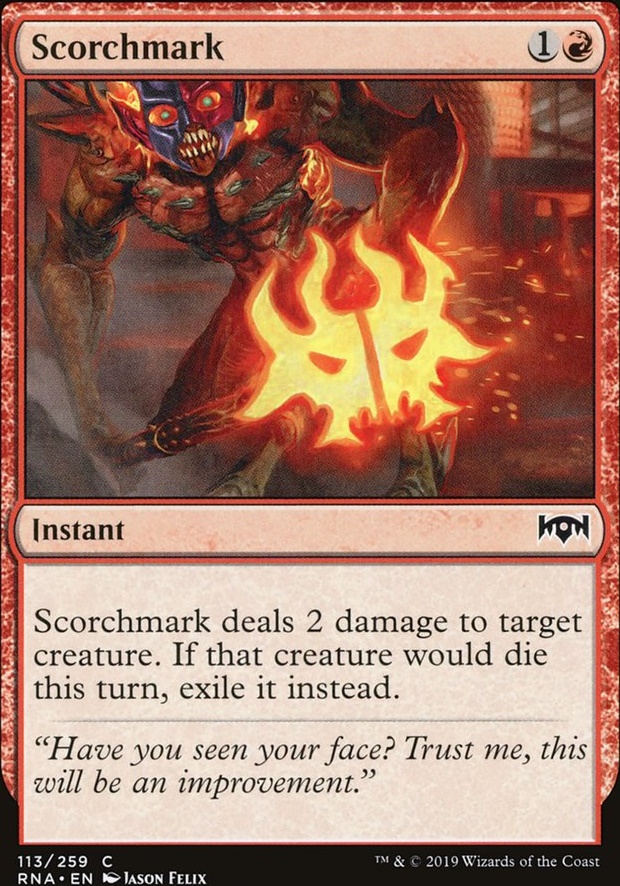 Scorchmark 1
Instant
Scorchmark deals 2 damage to target
creature. If that creature would die
this turn, exile it instead.
“Have you seen your face? Trust me, this
will be an improvement.”
113/259 C
RNA • EN Jason Felix
™ & © 2019 Wizards of the Coast